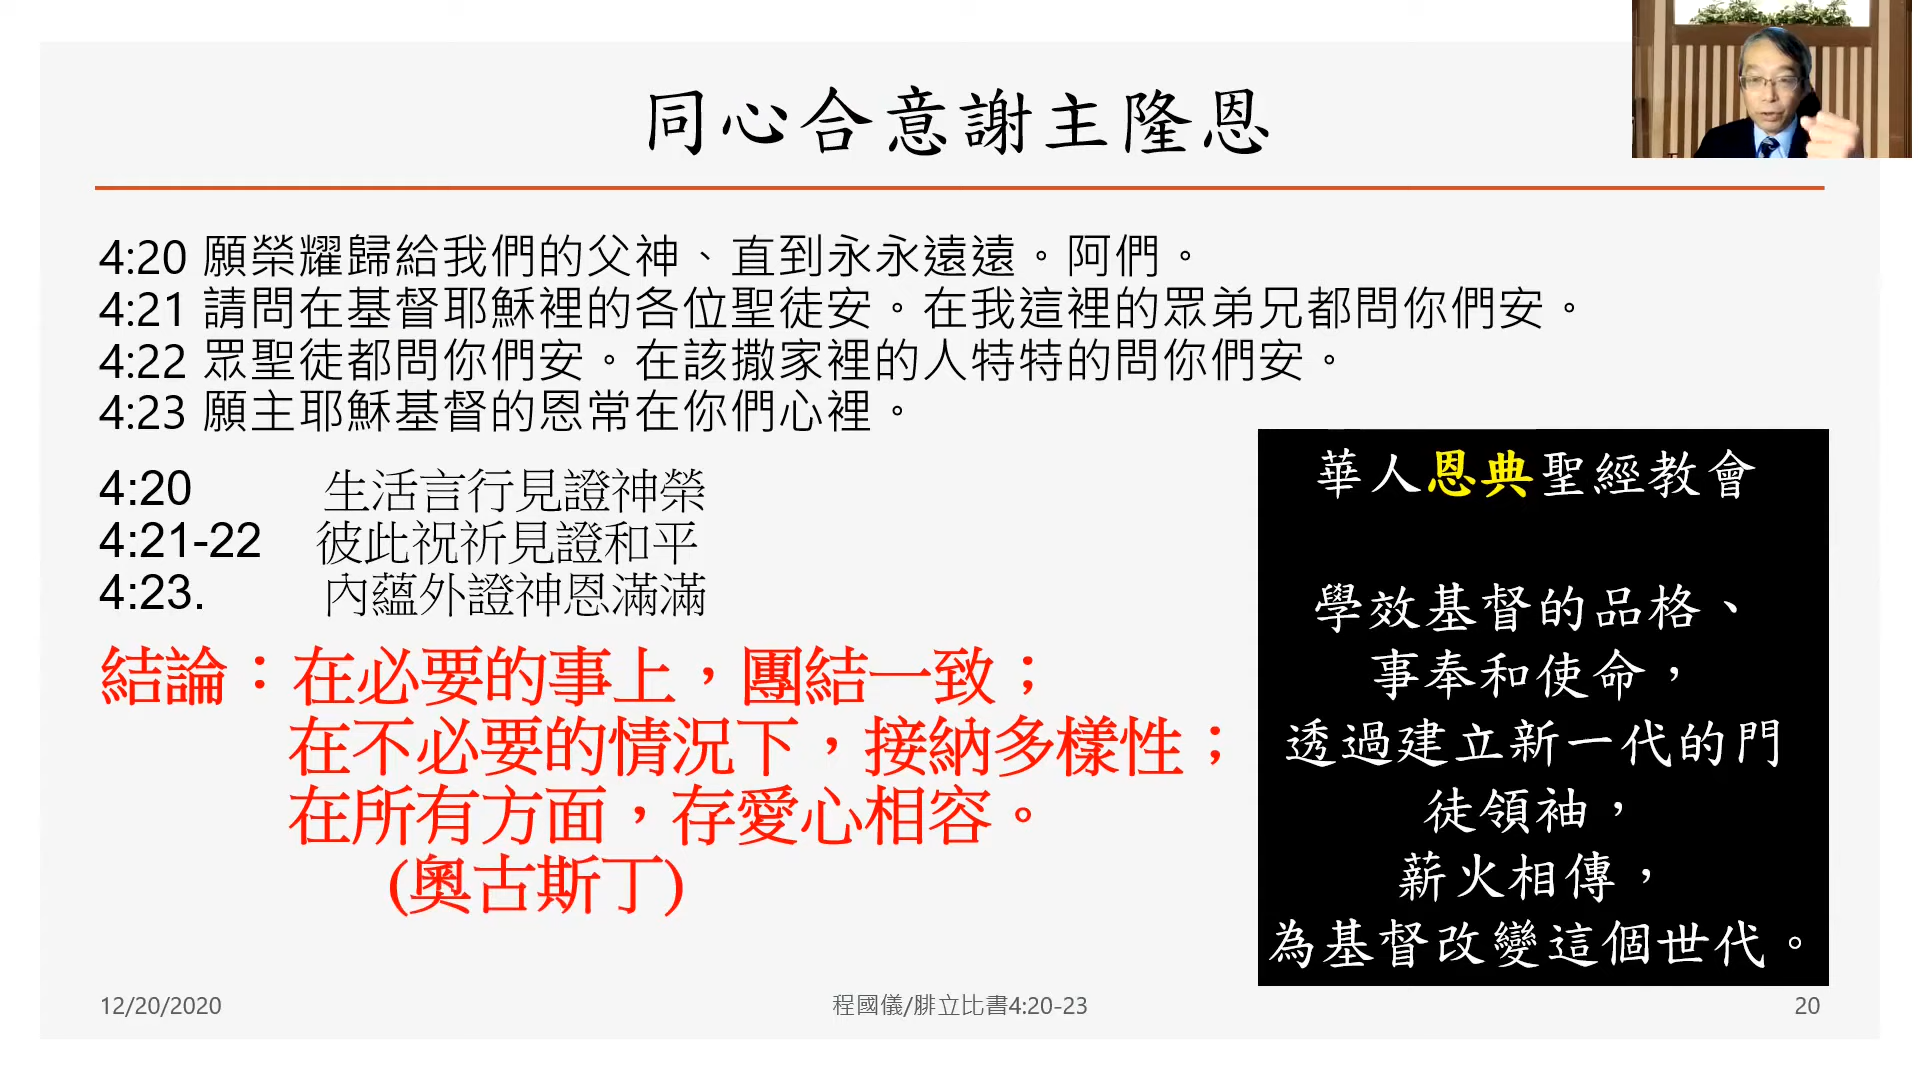 同心合意謝主隆恩
4:20 願榮耀歸給我們的父神、直到永永遠遠。阿們。
4:21 請問在基督耶穌裡的各位聖徒安。在我這裡的眾弟兄都問你們安。
4:22 眾聖徒都問你們安。在該撒家裡的人特特的問你們安。
4:23 願主耶穌基督的恩常在你們心裡。
4:20 生活言行見證神榮
4:21-22 彼此祝祈見證和平
4:23. 內蘊外證神恩滿滿
結論：在必要的事上，團結一致；
在不必要的情況下，接納多樣性；
在所有方面，存愛心相容。
(奧古斯丁)
華人恩典聖經教會
學效基督的品格、
事奉和使命，
透過建立新一代的門
徒領袖，
薪火相傳，
為基督改變這個世代。
12/20/2020
程國儀/腓立比書4:20-23
20